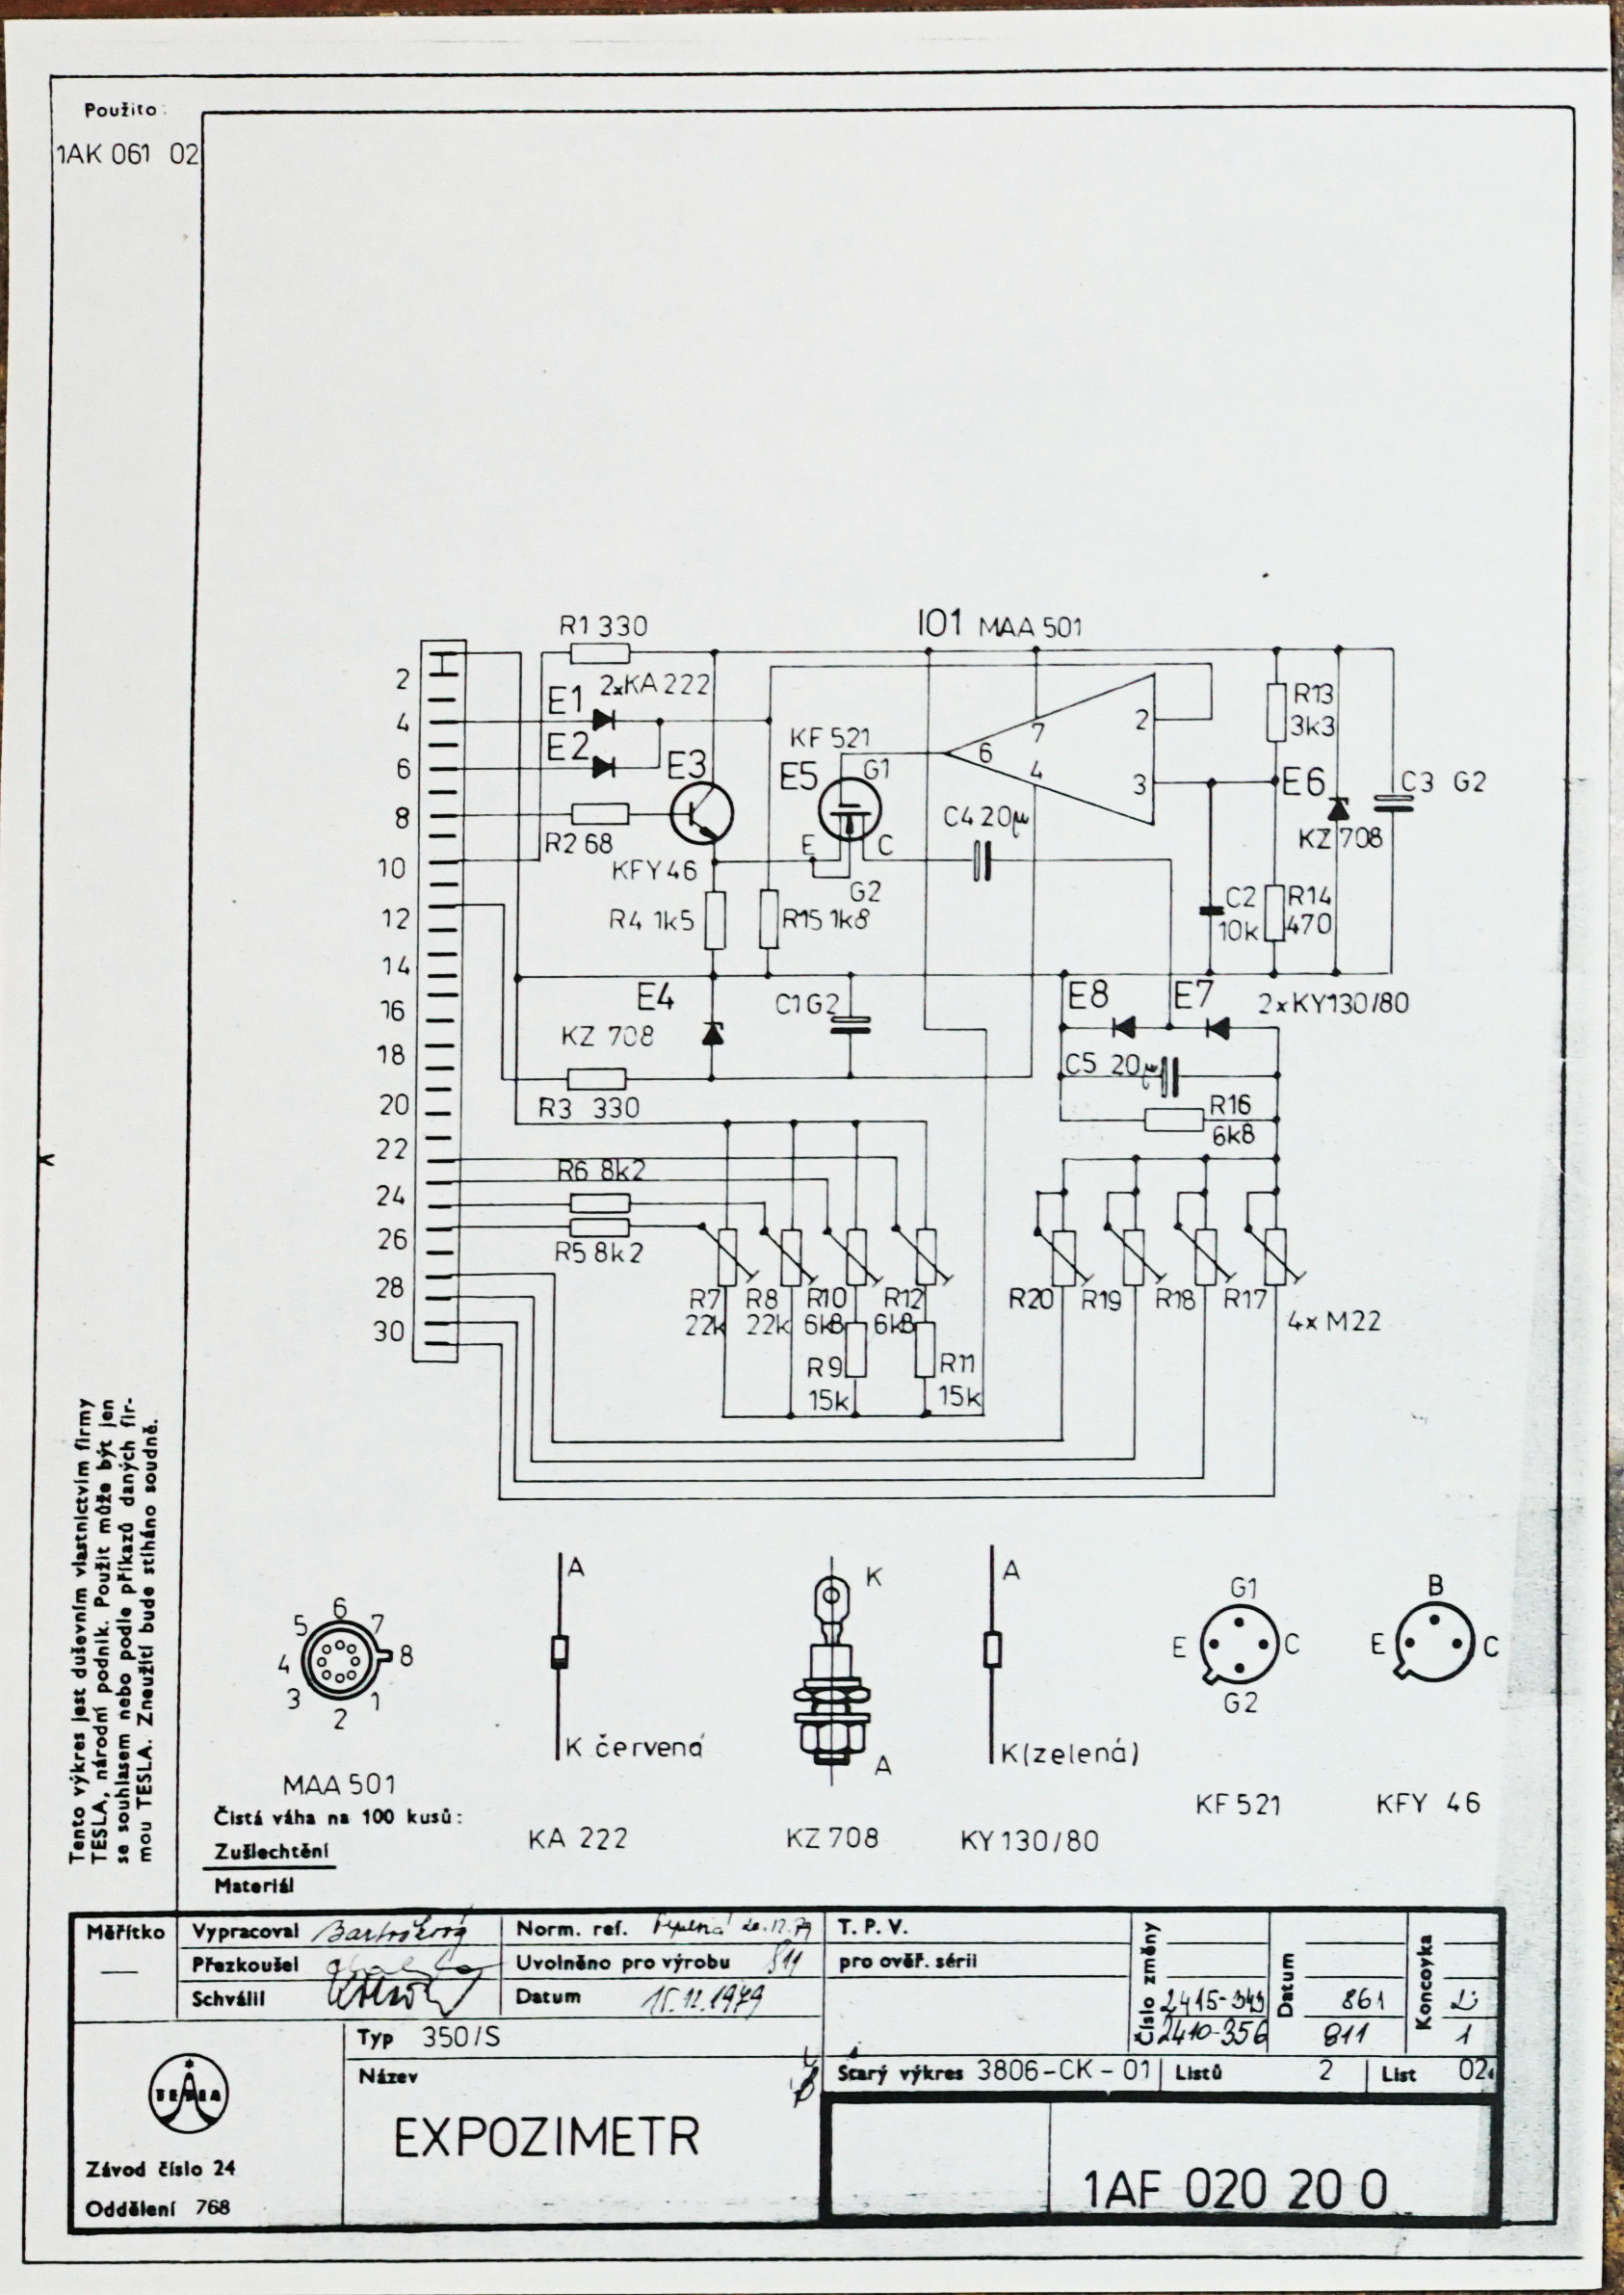 Použito:
1AK 061 02
R1 330
IO1 MAA 501
2xKA 222
E1
E2
E3
KF 521
E5
G1
6
7
4
2
3
R13
3k3
E6
C3 G2
KZ 708
2
4
6
8
10
12
14
16
18
20
22
24
26
28
30
R2 68
KFY 46
E
C
G2
C4 20µ
R4 1k5
R15 1k8
C2
10k
R14
470
E4
KZ 708
C1 G2
E8
E7
2xKY130/80
C5 20µ
R3 330
R16
6k8
R6 8k2
R5 8k2
R7
22k
R8
22k
R10
6k8
R12
6k8
R9
15k
R11
15k
R20
R19
R18
R17
4x M22
5
6
7
4
8
3
2
1
MAA 501
A
K červená
KA 222
K
A
KZ 708
A
K(zelená)
KY 130/80
G1
E
C
G2
KF 521
B
E
C
KFY 46
Tento výkres jest duševním vlastnictvím firmy
TESLA, národní podnik. Použit může být jen
se souhlasem nebo podle příkazů daných fir-
mou TESLA. Zneužití bude stíháno soudně.
Čistá váha na 100 kusů:
Zušlechtění
Materiál
Měřítko
—
Vypracoval
Přezkoušel
Schválil
Norm. ref. 20.12.79
Uvolněno pro výrobu 811
Datum 15.12.1979
T. P. V.
pro ověř. sérii
Číslo změny
2415-343
2410-356
Datum
861
811
Koncovka
2
1
Typ 350/S
Název
EXPOZIMETR
Starý výkres 3806-CK-01
Listů 2
List 02
TESLA
Závod číslo 24
Oddělení 768
1AF 020 20 0